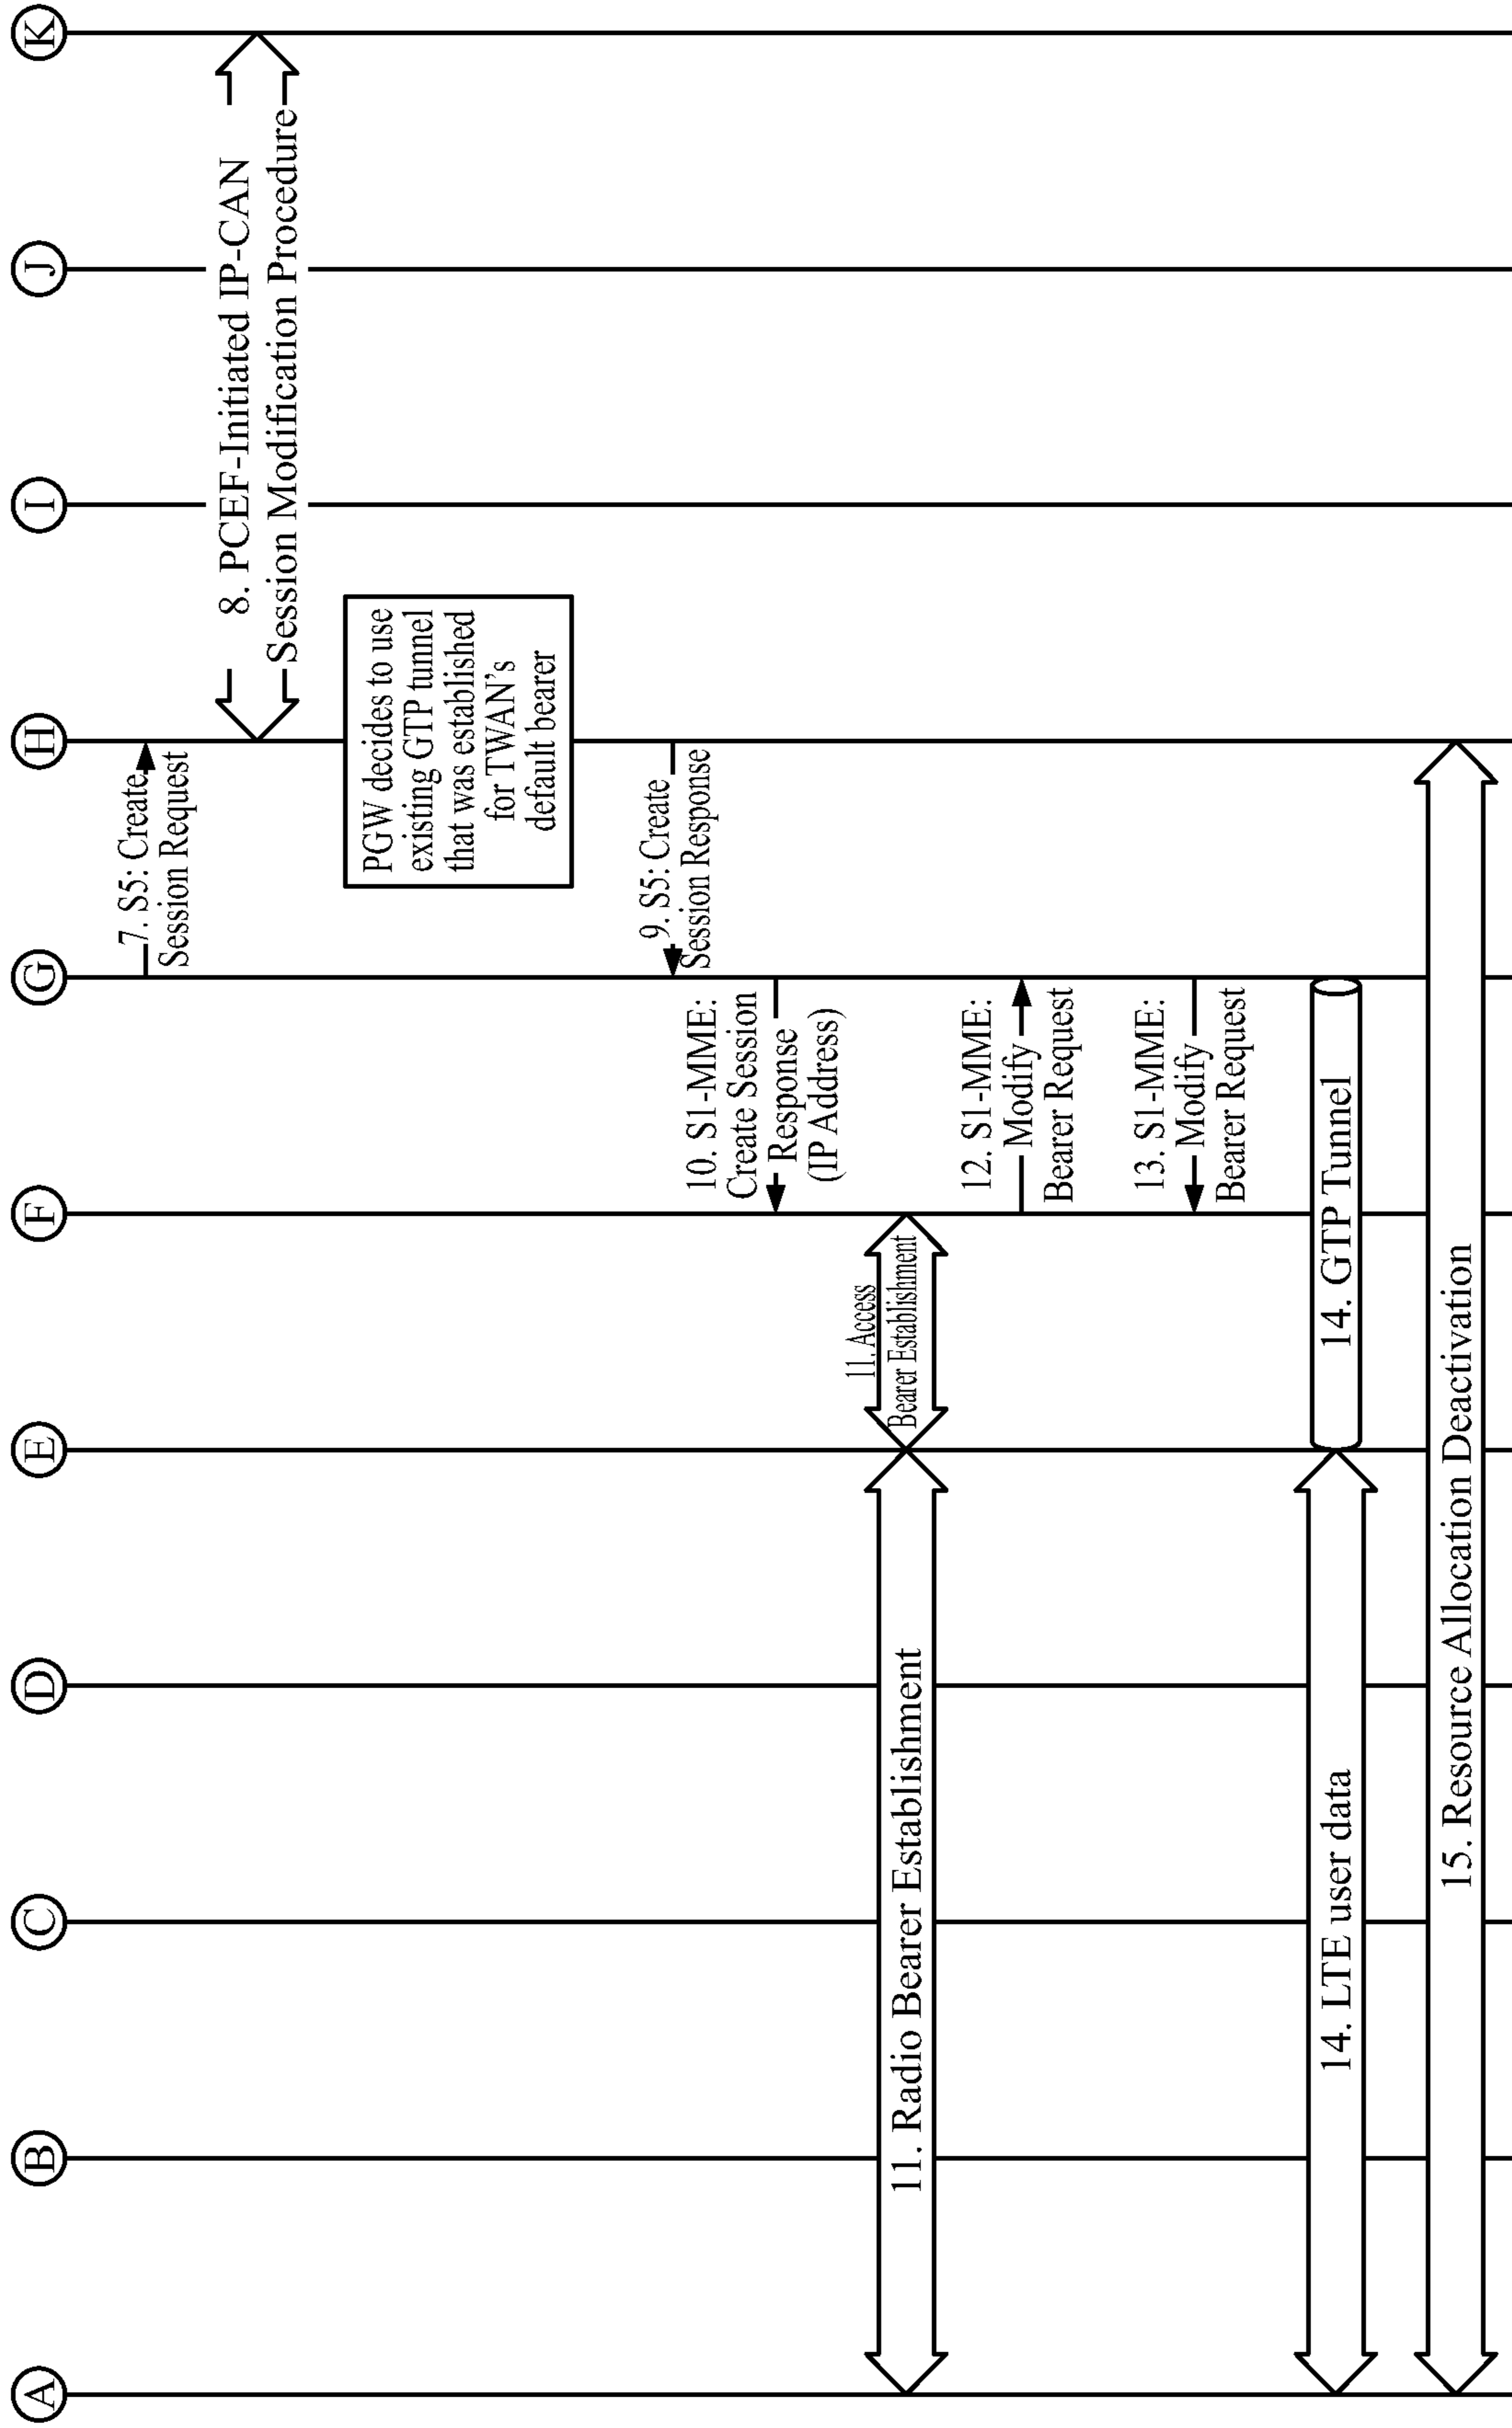 A
B
C
D
E
F
G
H
I
J
K
7. S5: Create
Session Request
8. PCEF-Initiated IP-CAN
Session Modification Procedure
PGW decides to use
existing GTP tunnel
that was established
for TWAN's
default bearer
9. S5: Create
Session Response
10. S1-MME:
Create Session
Response
(IP Address)
11. Radio Bearer Establishment
11. Access
Bearer Establishment
12. S1-MME:
Modify
Bearer Request
13. S1-MME:
Modify
Bearer Request
14. LTE user data
14. GTP Tunnel
15. Resource Allocation Deactivation